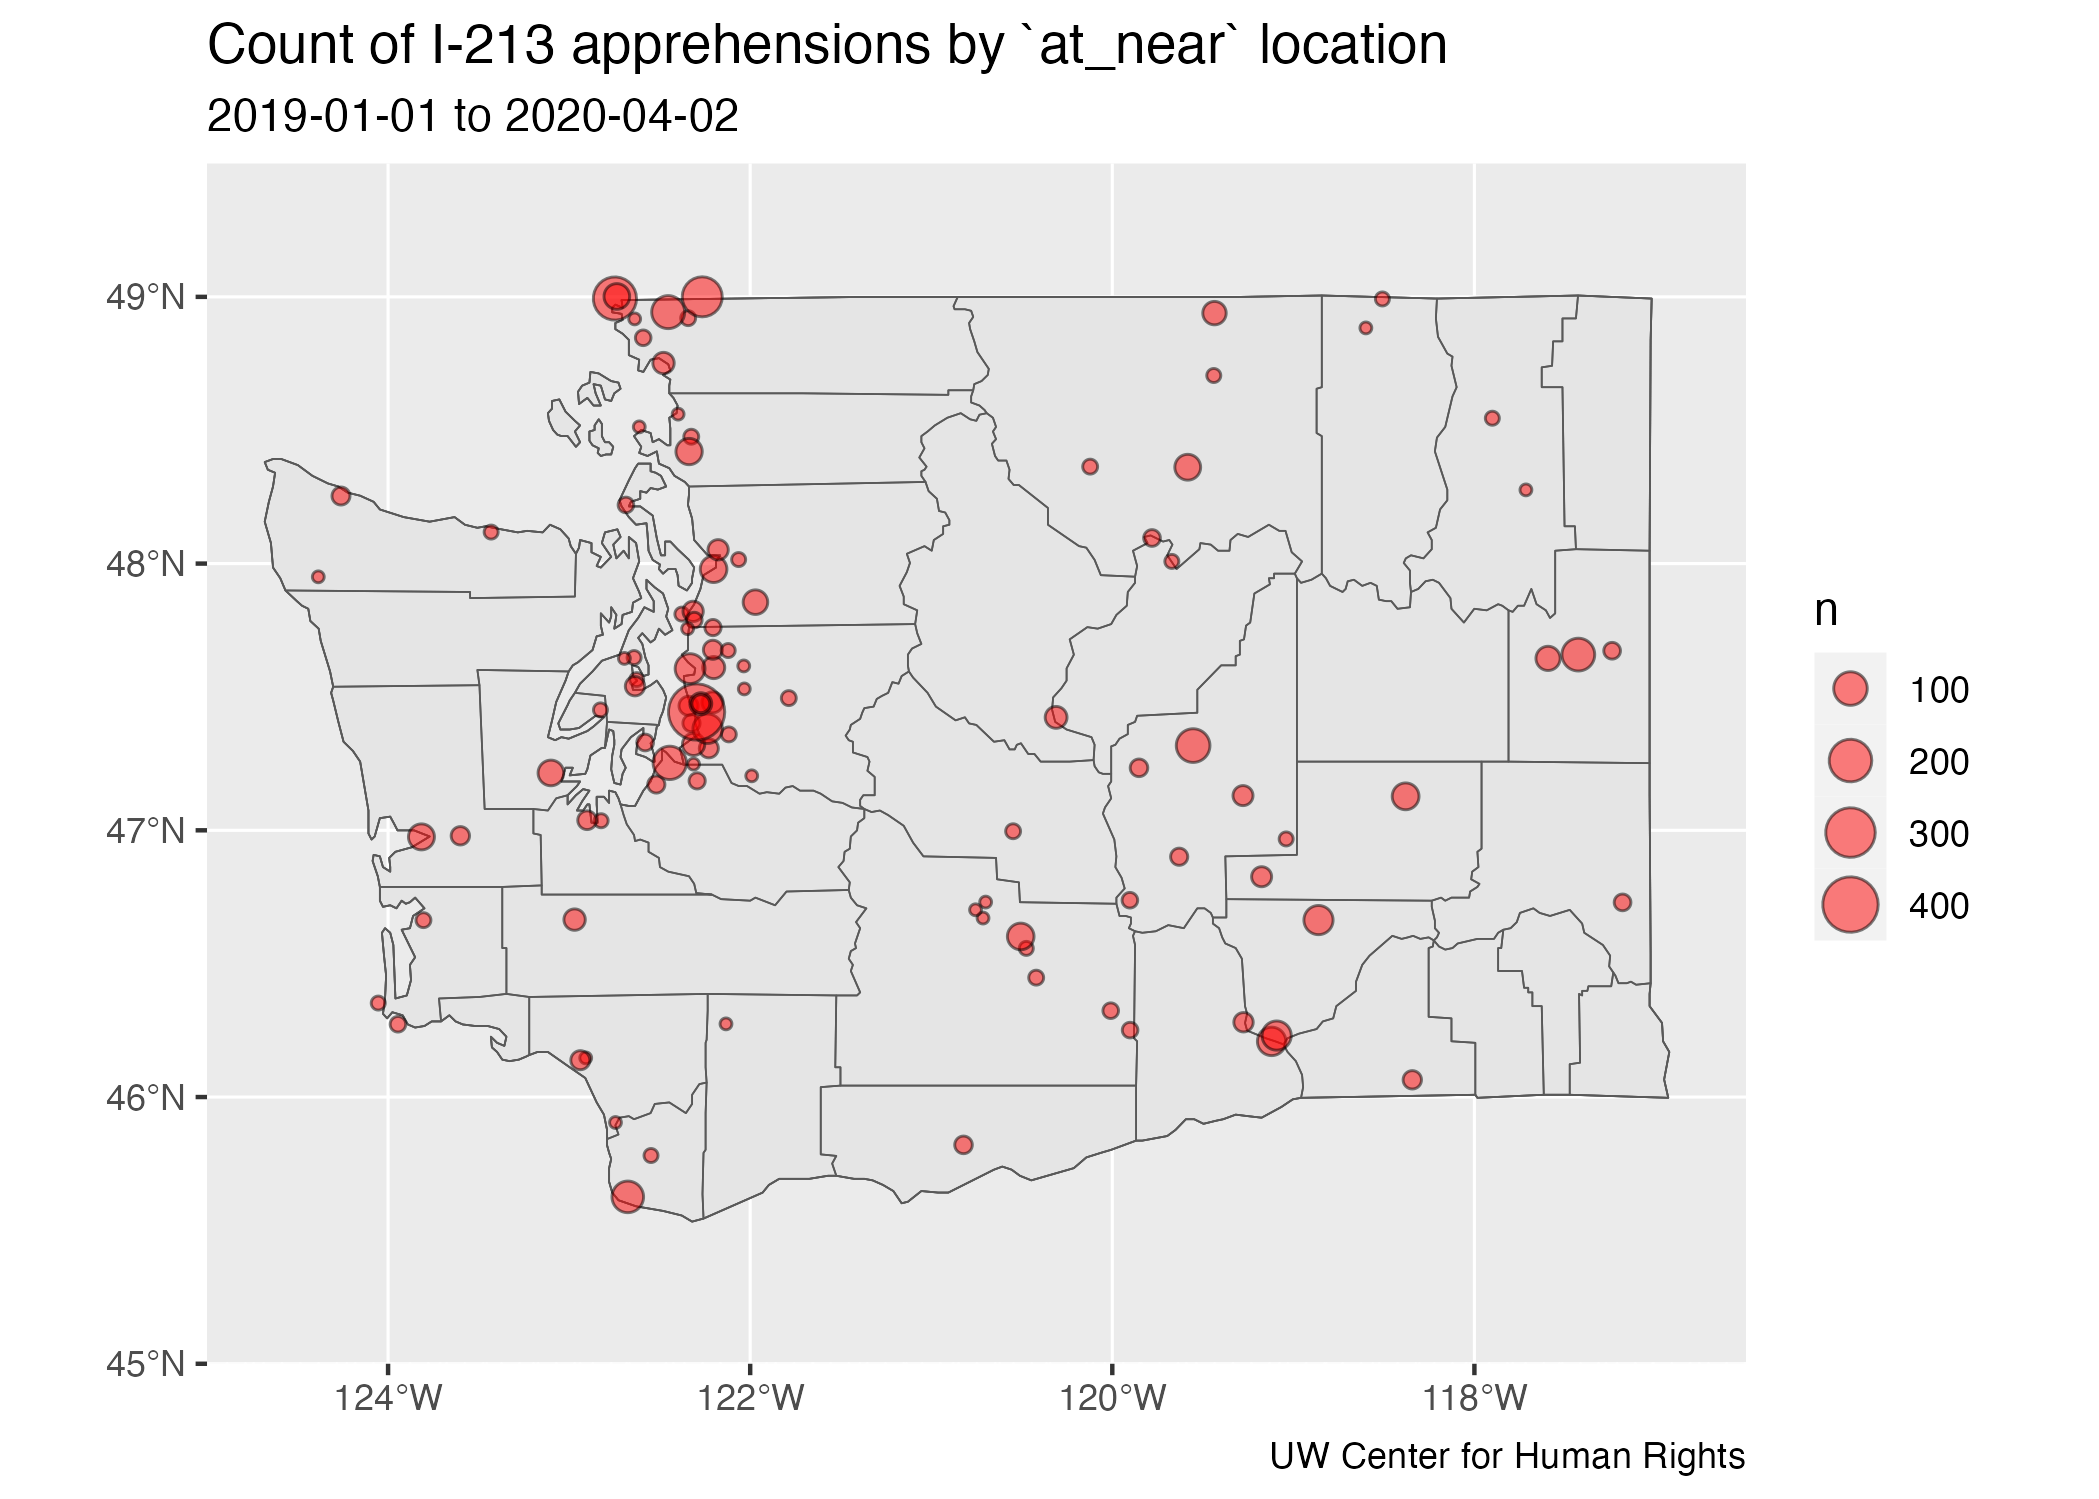 Count of I-213 apprehensions by `at_near` location
2019-01-01 to 2020-04-02
49°N
48°N
47°N
46°N
45°N
124°W
122°W
120°W
118°W
n
100
200
300
400
UW Center for Human Rights